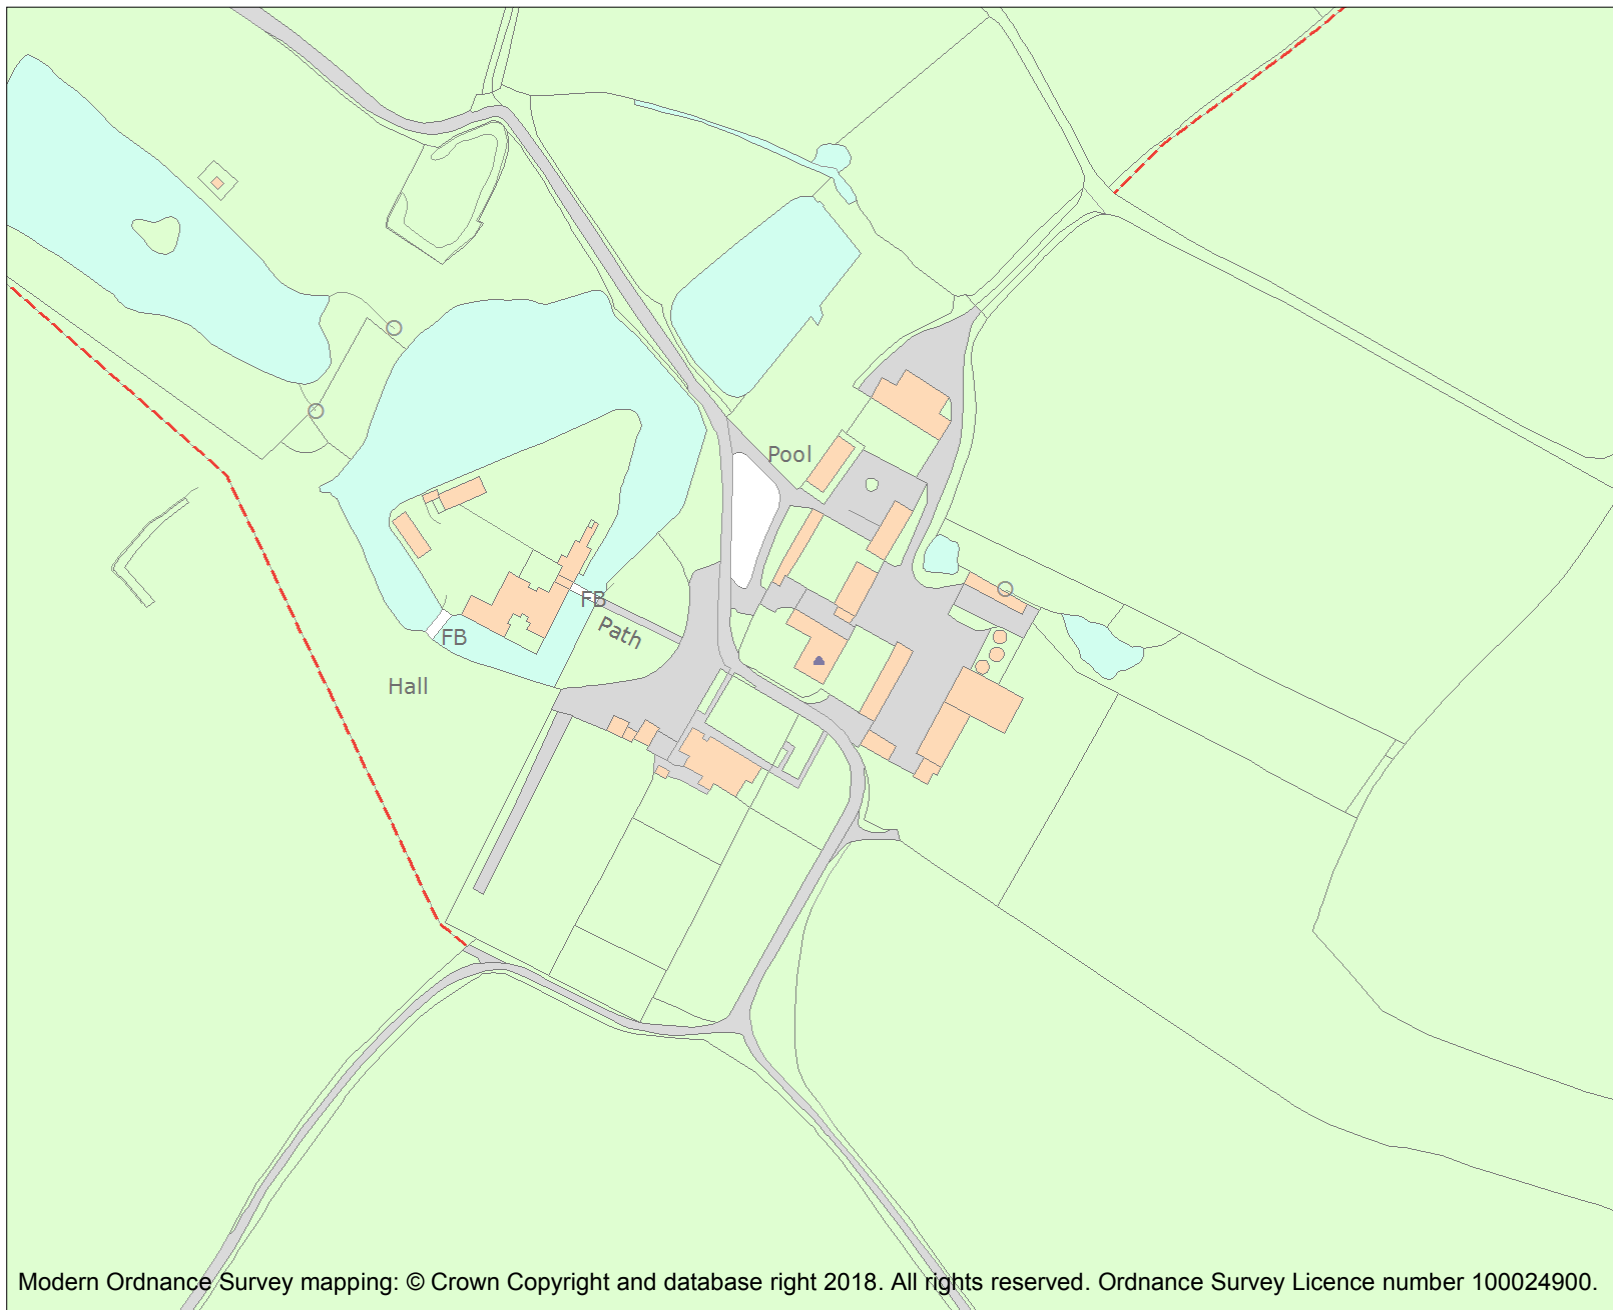 Pool
FB
FB
Path
Hall
Modern Ordnance Survey mapping: © Crown Copyright and database right 2018. All rights reserved. Ordnance Survey Licence number 100024900.